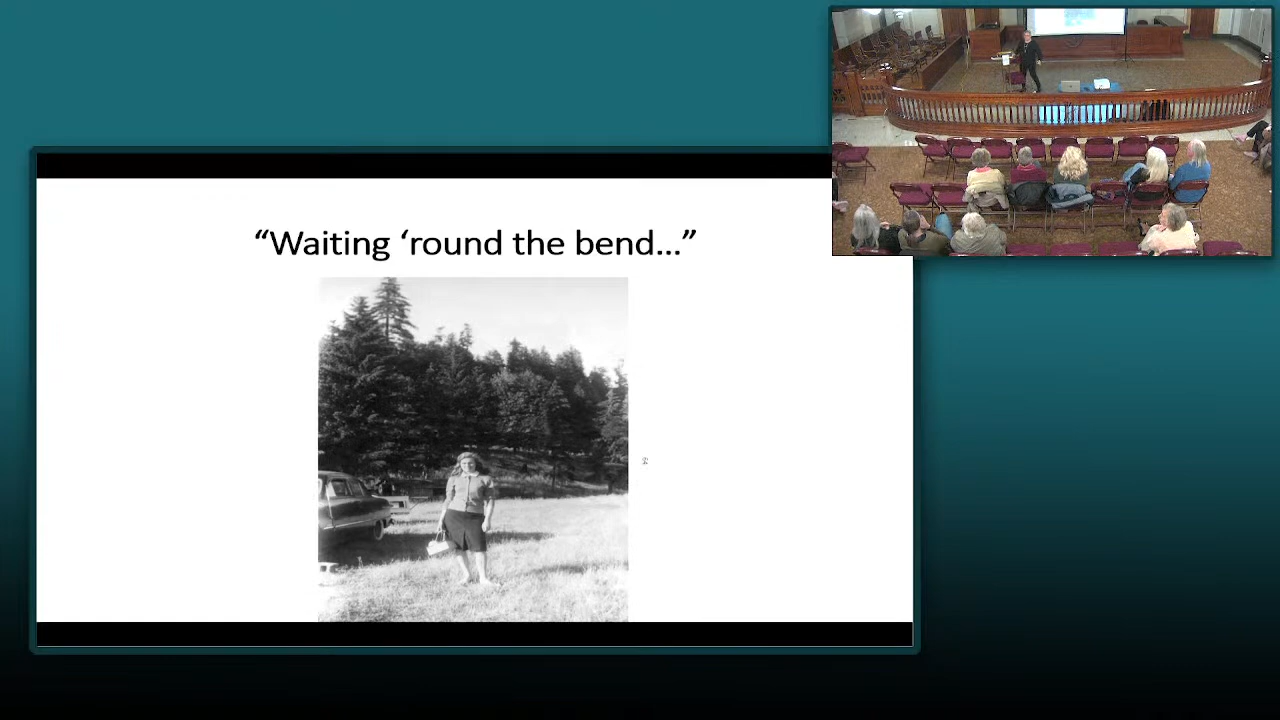 “Waiting ‘round the bend…”